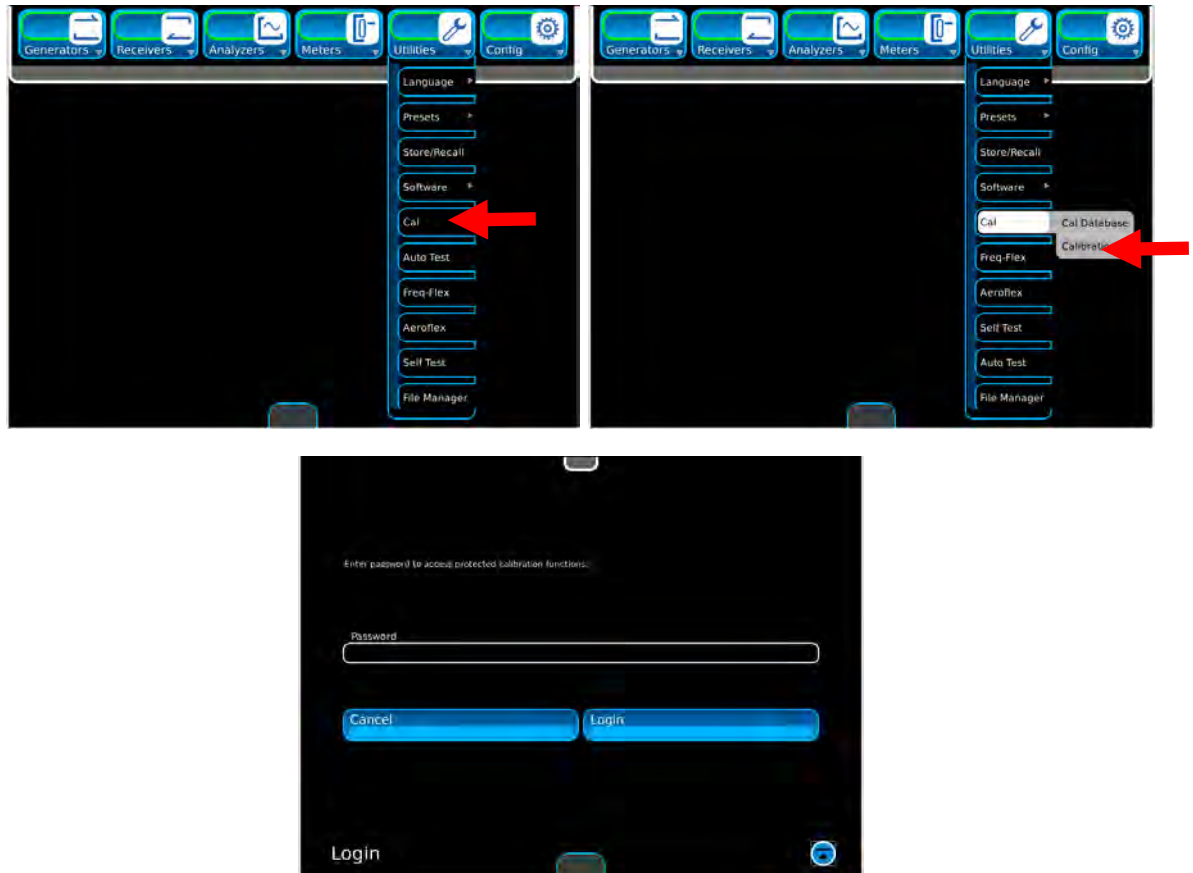 Generators Receivers Analyzers Meters Utilities Config
Language
Presets
Store/Recall
Software
Cal
Auto Test
Freq-Flex
Aeroflex
Self Test
File Manager
Generators Receivers Analyzers Meters Utilities Config
Language
Presets
Store/Recall
Software
Cal
Cal Database
Freq-Flex
Aeroflex
Self Test
Auto Test
File Manager
Enter password to access protected calibration functions.
Password
Cancel Login
Login